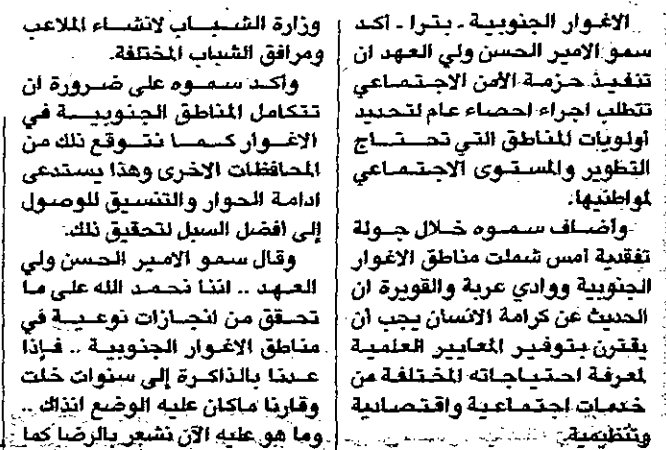 الاغوار الجنوبية ـ بترا ـ أكد
سمو الامير الحسن ولي العهد ان
تنفيذ حزمة الأمن الاجتماعي
تتطلب اجراء احصاء عام لتحديد
أولويات المناطق التي تحتاج
التطوير والمستوى الاجتماعي
لمواطنيها.
وأضاف سموه خلال جولة
تفقدية أمس شملت مناطق الاغوار
الجنوبية ووادي عربة والقويرة ان
الحديث عن كرامة الانسان يجب أن
يقترن بتوفير المعايير العلمية
لمعرفة احتياجاته المختلفة من
خدمات اجتماعية واقتصادية
وتنظيمية.
وزارة الشباب لانشاء الملاعب
ومرافق الشباب المختلفة.
وأكد سموه على ضرورة ان
تتكامل المناطق الجنوبية في
الاغوار كما نتوقع ذلك من
المحافظات الاخرى وهذا يستدعي
ادامة الحوار والتنسيق للوصول
إلى أفضل السبل لتحقيق ذلك.
وقال سمو الامير الحسن ولي
العهد .. اننا نحمد الله على ما
تحقق من انجازات نوعية في
مناطق الاغوار الجنوبية .. فإذا
عدنا بالذاكرة إلى سنوات خلت
وقارنا ماكان عليه الوضع انذاك ..
وما هو عليه الآن نشعر بالرضا كما